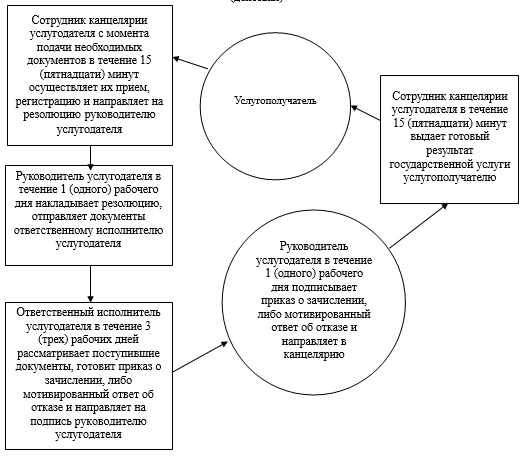 Сотрудник канцелярии
услугодателя с момента
подачи необходимых
документов в течение 15
(пятнадцати) минут
осуществляет их прием,
регистрацию и направляет на
резолюцию руководителю
услугодателя
Услугополучатель
Сотрудник канцелярии
услугодателя в течение
15 (пятнадцати) минут
выдает готовый
результат
государственной услуги
услугополучателю
Руководитель услугодателя в
течение 1 (одного) рабочего
дня накладывает резолюцию,
отправляет документы
ответственному исполнителю
услугодателя
Руководитель
услугодателя в течение
1 (одного) рабочего
дня подписывает
приказ о зачислении,
либо мотивированный
ответ об отказе и
направляет в
канцелярию
Ответственный исполнитель
услугодателя в течение 3
(трех) рабочих дней
рассматривает поступившие
документы, готовит приказ о
зачислении, либо
мотивированный ответ об
отказе и направляет на
подпись руководителю
услугодателя